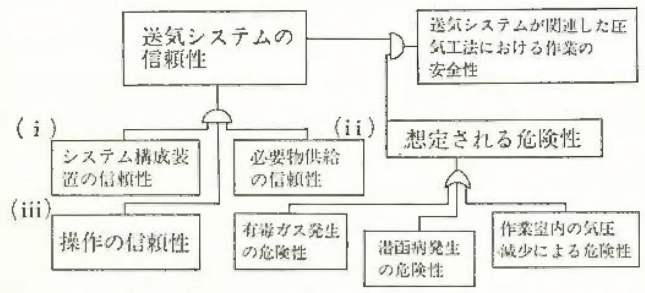 送気システムの
信頼性
送気システムが関連した圧
気工法における作業の
安全性
(i)
システム構成装
置の信頼性
必要物供給
の信頼性
(ii)
想定される危険性
(iii)
操作の信頼性
有毒ガス発生
の危険性
潜函病発生
の危険性
作業室内の気圧
減少による危険性